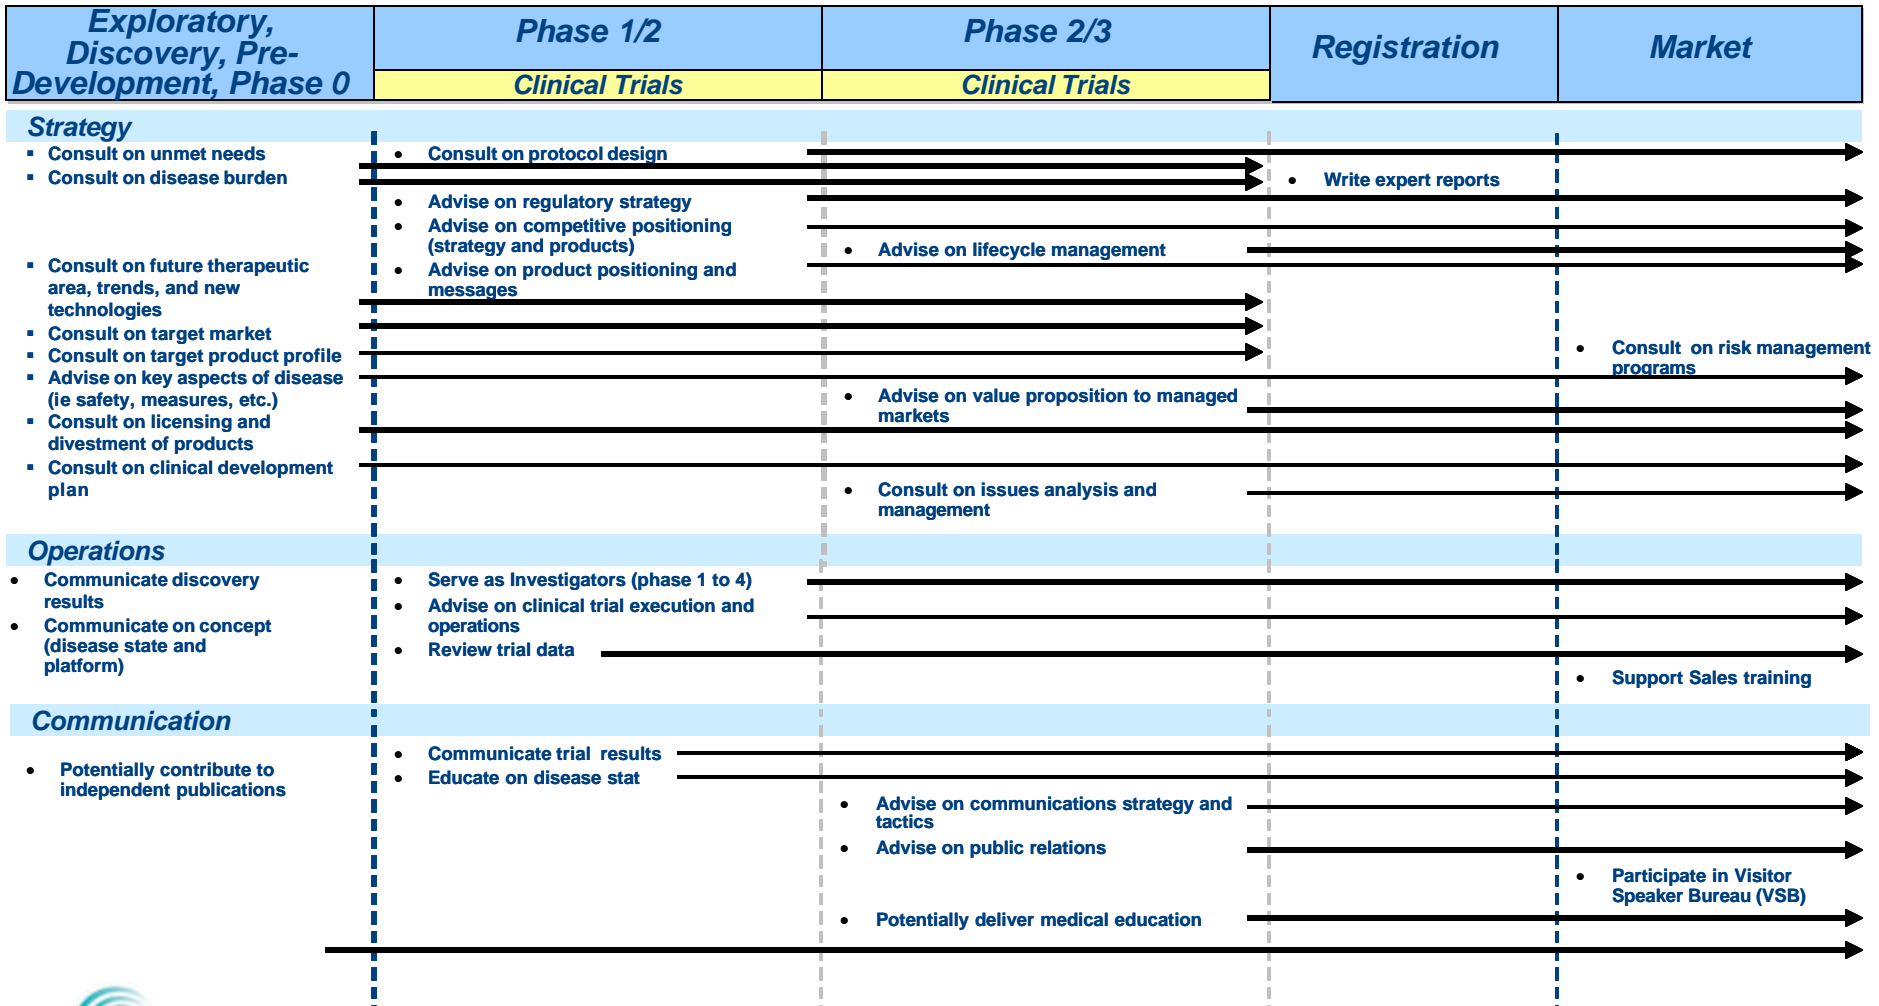 Exploratory,
Discovery, Pre-
Development, Phase 0
Phase 1/2
Clinical Trials
Phase 2/3
Clinical Trials
Registration
Market
Strategy
▪ Consult on unmet needs
▪ Consult on disease burden
▪ Consult on future therapeutic
area, trends, and new
technologies
▪ Consult on target market
▪ Consult on target product profile
▪ Advise on key aspects of disease
(ie safety, measures, etc.)
▪ Consult on licensing and
divestment of products
▪ Consult on clinical development
plan
• Consult on protocol design
• Advise on regulatory strategy
• Advise on competitive positioning
(strategy and products)
• Advise on product positioning and
messages
• Advise on lifecycle management
• Advise on value proposition to managed
markets
• Consult on issues analysis and
management
• Write expert reports
• Consult on risk management
programs
Operations
• Communicate discovery
results
• Communicate on concept
(disease state and
platform)
• Serve as Investigators (phase 1 to 4)
• Advise on clinical trial execution and
operations
• Review trial data
• Support Sales training
Communication
• Potentially contribute to
independent publications
• Communicate trial results
• Educate on disease stat
• Advise on communications strategy and
tactics
• Advise on public relations
• Potentially deliver medical education
• Participate in Visitor
Speaker Bureau (VSB)